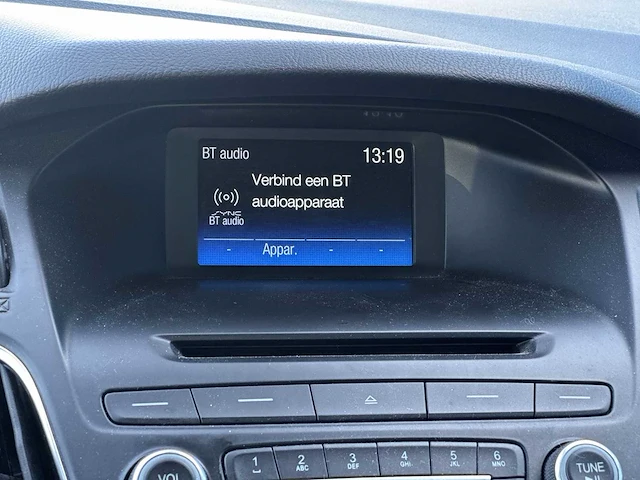 BT audio 13:19
Verbind een BT
audioapparaat
SYNC
BT audio
- Appar. - -
1 2 3 4 5 6
ABC DEF GHI JKL MNO
VOL TUNE